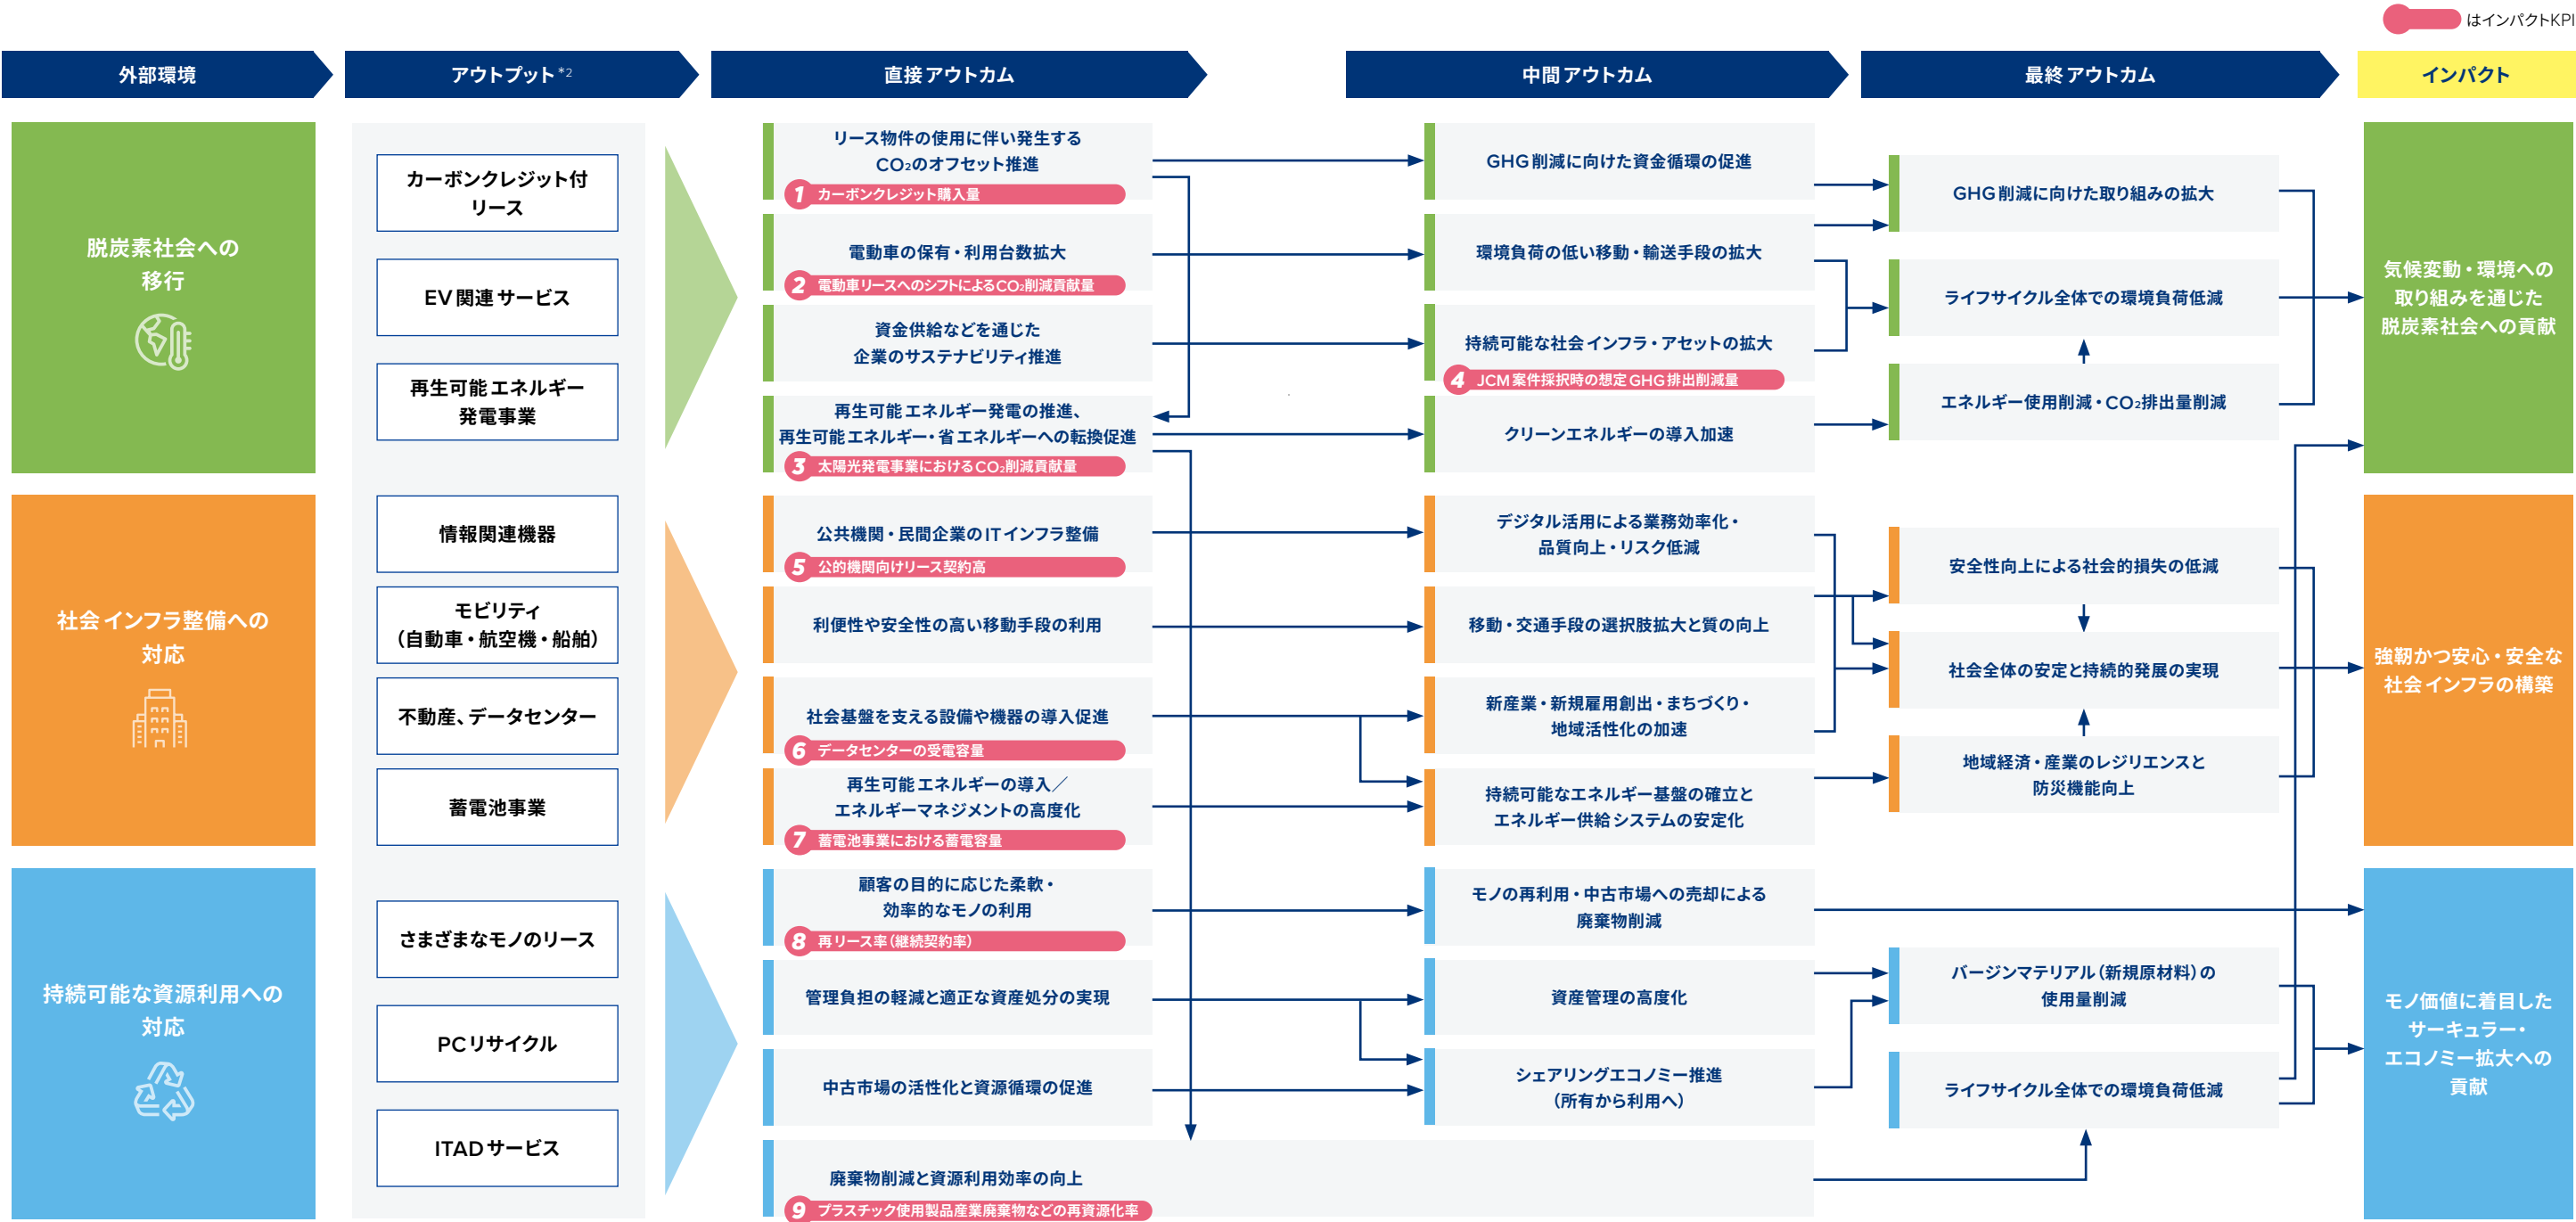 はインパクトKPI
外部環境
アウトプット*2
直接アウトカム
中間アウトカム
最終アウトカム
インパクト
脱炭素社会への
移行
社会インフラ整備への
対応
持続可能な資源利用への
対応
カーボンクレジット付
リース
EV関連サービス
再生可能エネルギー
発電事業
情報関連機器
モビリティ
（自動車・航空機・船舶）
不動産、データセンター
蓄電池事業
さまざまなモノのリース
PCリサイクル
ITADサービス
リース物件の使用に伴い発生する
CO₂のオフセット推進
1 カーボンクレジット購入量
電動車の保有・利用台数拡大
2 電動車リースへのシフトによるCO₂削減貢献量
資金供給などを通じた
企業のサステナビリティ推進
再生可能エネルギー発電の推進、
再生可能エネルギー・省エネルギーへの転換促進
3 太陽光発電事業におけるCO₂削減貢献量
公共機関・民間企業のITインフラ整備
5 公的機関向けリース契約高
利便性や安全性の高い移動手段の利用
社会基盤を支える設備や機器の導入促進
6 データセンターの受電容量
再生可能エネルギーの導入／
エネルギーマネジメントの高度化
7 蓄電池事業における蓄電容量
顧客の目的に応じた柔軟・
効率的なモノの利用
8 再リース率（継続契約率）
管理負担の軽減と適正な資産処分の実現
中古市場の活性化と資源循環の促進
廃棄物削減と資源利用効率の向上
9 プラスチック使用製品産業廃棄物などの再資源化率
GHG削減に向けた資金循環の促進
環境負荷の低い移動・輸送手段の拡大
持続可能な社会インフラ・アセットの拡大
4 JCM案件採択時の想定GHG排出削減量
クリーンエネルギーの導入加速
デジタル活用による業務効率化・
品質向上・リスク低減
移動・交通手段の選択肢拡大と質の向上
新産業・新規雇用創出・まちづくり・
地域活性化の加速
持続可能なエネルギー基盤の確立と
エネルギー供給システムの安定化
モノの再利用・中古市場への売却による
廃棄物削減
資産管理の高度化
シェアリングエコノミー推進
（所有から利用へ）
GHG削減に向けた取り組みの拡大
ライフサイクル全体での環境負荷低減
エネルギー使用削減・CO₂排出量削減
安全性向上による社会的損失の低減
社会全体の安定と持続的発展の実現
地域経済・産業のレジリエンスと
防災機能向上
バージンマテリアル（新規原材料）の
使用量削減
ライフサイクル全体での環境負荷低減
気候変動・環境への
取り組みを通じた
脱炭素社会への貢献
強靭かつ安心・安全な
社会インフラの構築
モノ価値に着目した
サーキュラー・
エコノミー拡大への
貢献